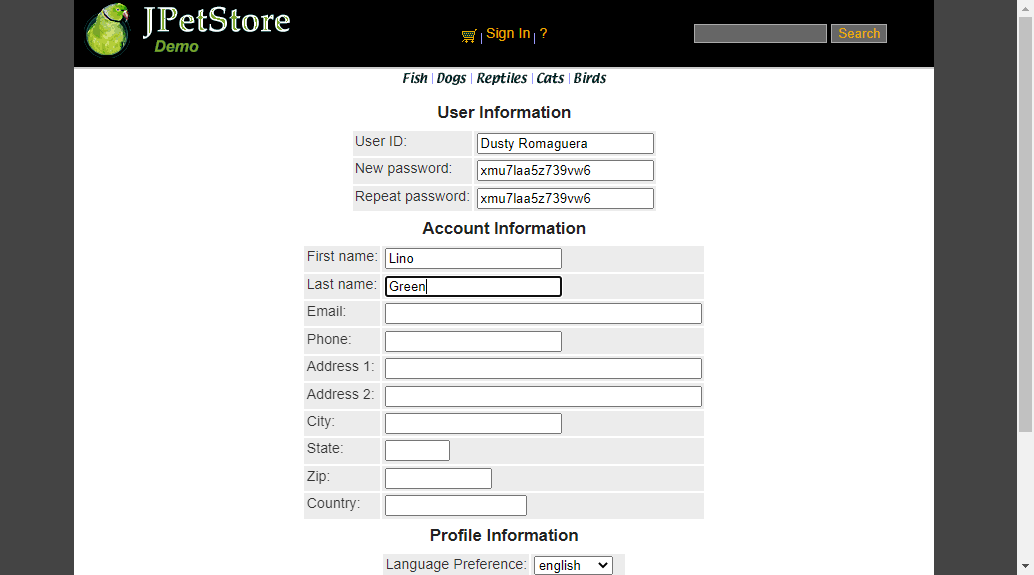 JPetStore
Demo
Sign In | ?
Search
Fish | Dogs | Reptiles | Cats | Birds
User Information
User ID: Dusty Romaguera
New password: xmu7laa5z739vw6
Repeat password: xmu7laa5z739vw6
Account Information
First name: Lino
Last name: Green
Email:
Phone:
Address 1:
Address 2:
City:
State:
Zip:
Country:
Profile Information
Language Preference: english